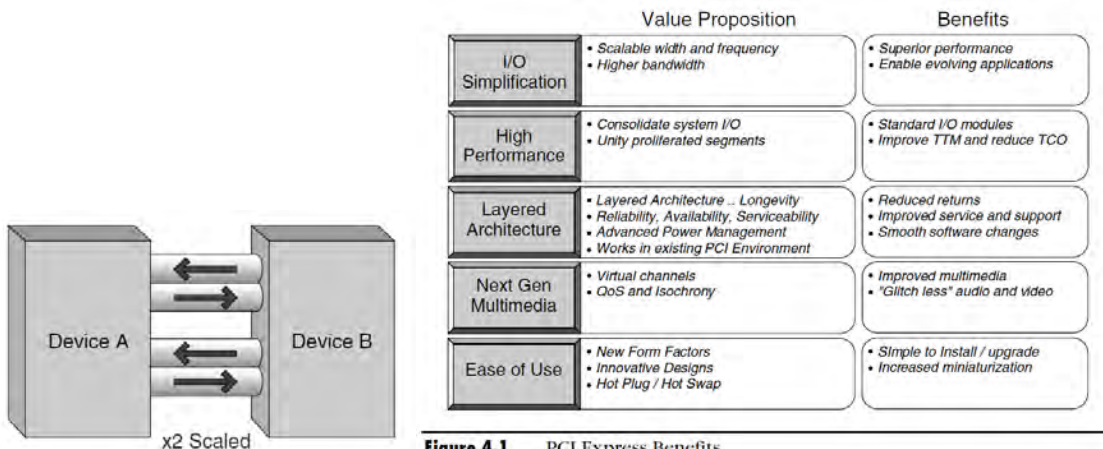 Device A
Device B
x2 Scaled
Value Proposition
Benefits
I/O
Simplification
• Scalable width and frequency
• Higher bandwidth
• Superior performance
• Enable evolving applications
High
Performance
• Consolidate system I/O
• Unity proliferated segments
• Standard I/O modules
• Improve TTM and reduce TCO
Layered
Architecture
• Layered Architecture .. Longevity
• Reliability, Availability, Serviceability
• Advanced Power Management
• Works in existing PCI Environment
• Reduced returns
• Improved service and support
• Smooth software changes
Next Gen
Multimedia
• Virtual channels
• QoS and Isochrony
• Improved multimedia
• "Glitch less" audio and video
Ease of Use
• New Form Factors
• Innovative Designs
• Hot Plug / Hot Swap
• SImple to Install / upgrade
• Increased miniaturization
Figure 4.1 PCI Express Benefits